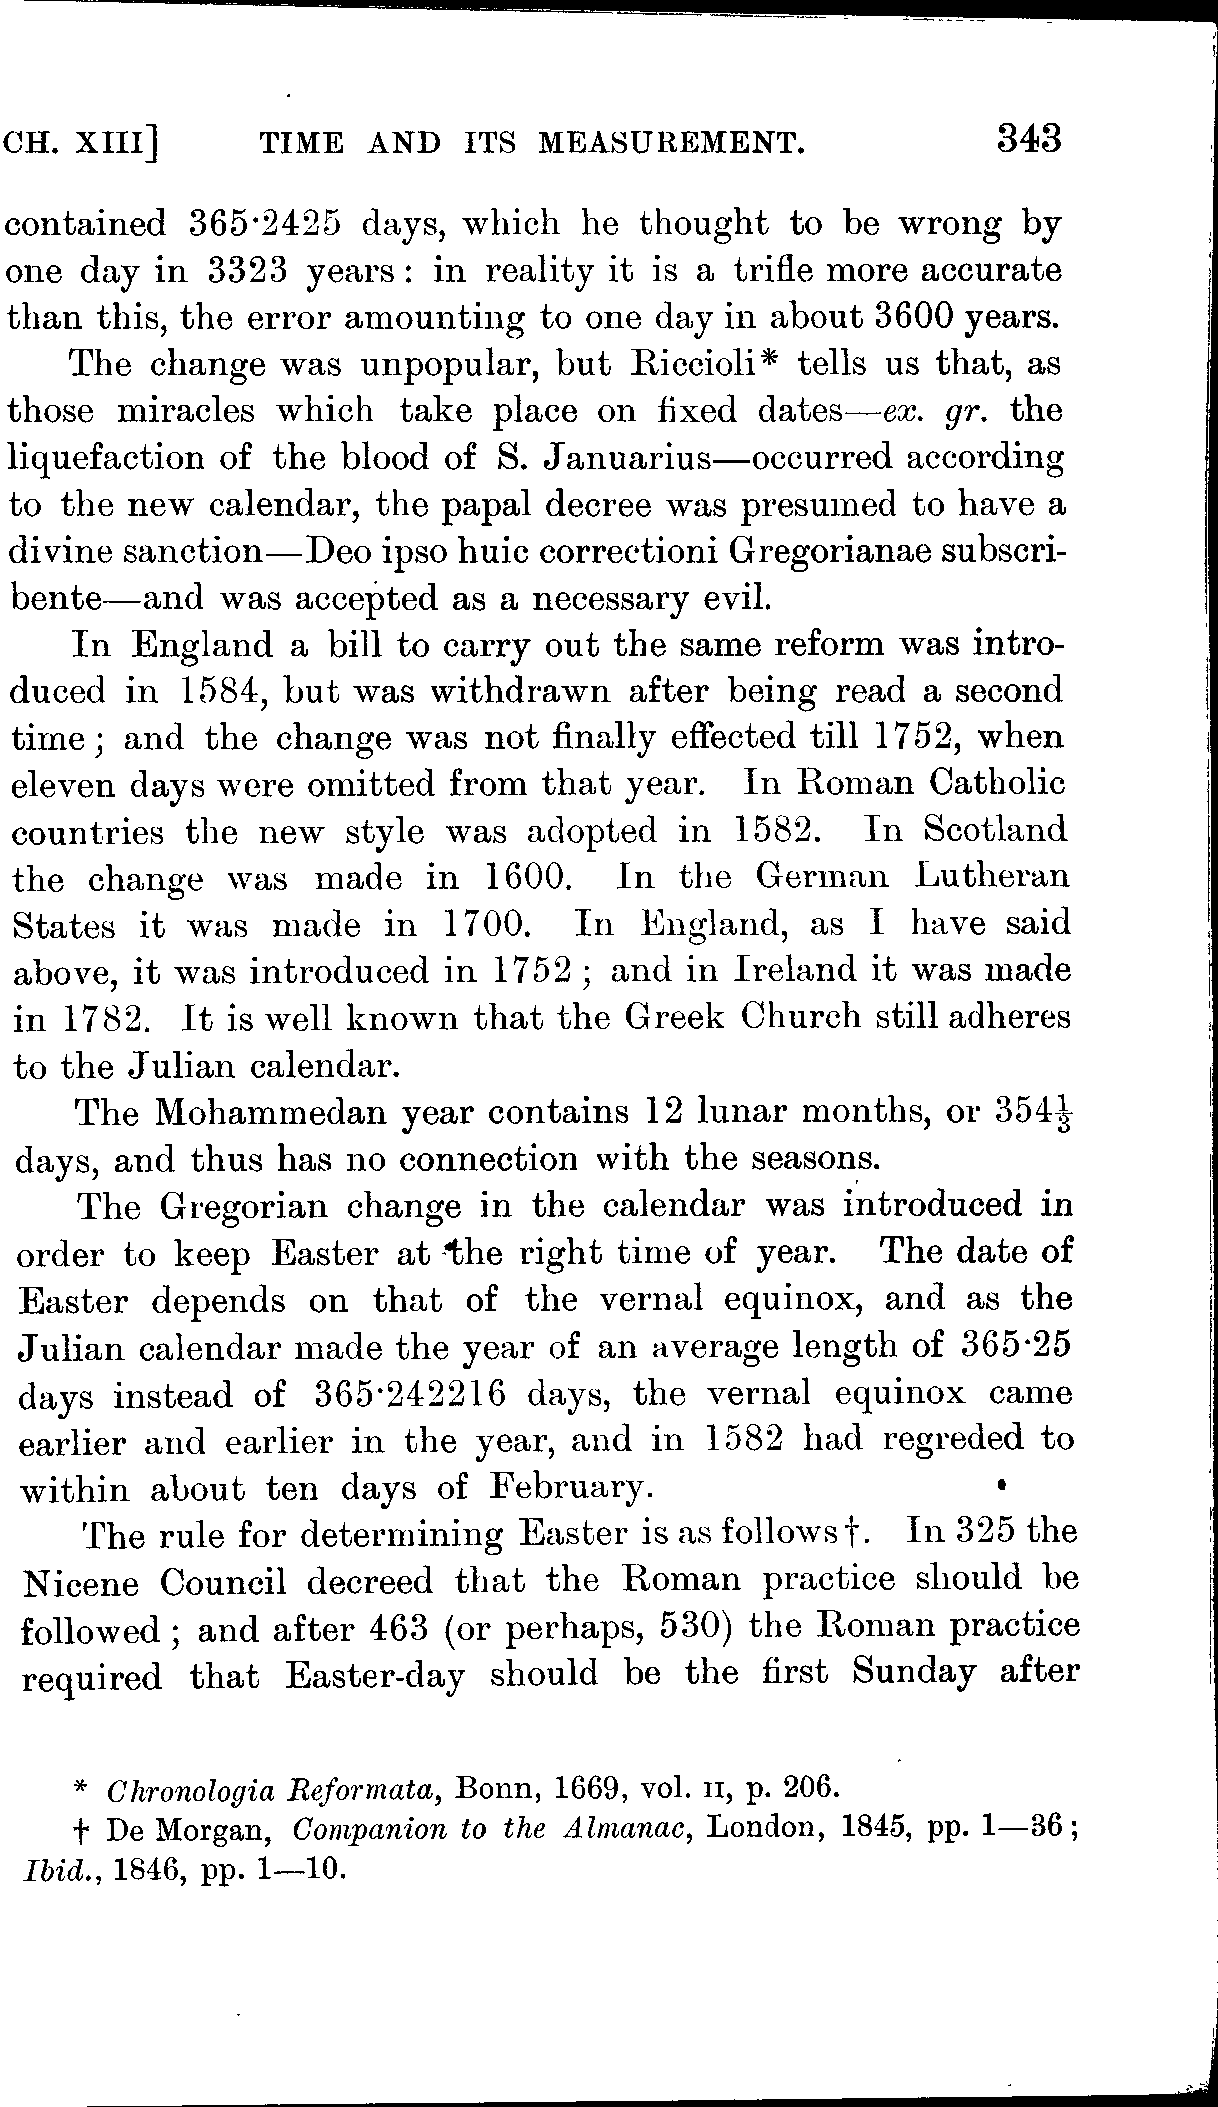 CH. XIII] TIME AND ITS MEASUREMENT. 343
contained 365·2425 days, which he thought to be wrong by
one day in 3323 years: in reality it is a trifle more accurate
than this, the error amounting to one day in about 3600 years.
The change was unpopular, but Riccioli* tells us that, as
those miracles which take place on fixed dates—ex. gr. the
liquefaction of the blood of S. Januarius—occurred according
to the new calendar, the papal decree was presumed to have a
divine sanction—Deo ipso huic correctioni Gregorianae subscri-
bente—and was accepted as a necessary evil.
In England a bill to carry out the same reform was intro-
duced in 1584, but was withdrawn after being read a second
time; and the change was not finally effected till 1752, when
eleven days were omitted from that year. In Roman Catholic
countries the new style was adopted in 1582. In Scotland
the change was made in 1600. In the German Lutheran
States it was made in 1700. In England, as I have said
above, it was introduced in 1752; and in Ireland it was made
in 1782. It is well known that the Greek Church still adheres
to the Julian calendar.
The Mohammedan year contains 12 lunar months, or 354⅓
days, and thus has no connection with the seasons.
The Gregorian change in the calendar was introduced in
order to keep Easter at the right time of year. The date of
Easter depends on that of the vernal equinox, and as the
Julian calendar made the year of an average length of 365·25
days instead of 365·242216 days, the vernal equinox came
earlier and earlier in the year, and in 1582 had regreded to
within about ten days of February.
The rule for determining Easter is as follows†. In 325 the
Nicene Council decreed that the Roman practice should be
followed; and after 463 (or perhaps, 530) the Roman practice
required that Easter-day should be the first Sunday after
* Chronologia Reformata, Bonn, 1669, vol. II, p. 206.
† De Morgan, Companion to the Almanac, London, 1845, pp. 1—36;
Ibid., 1846, pp. 1—10.